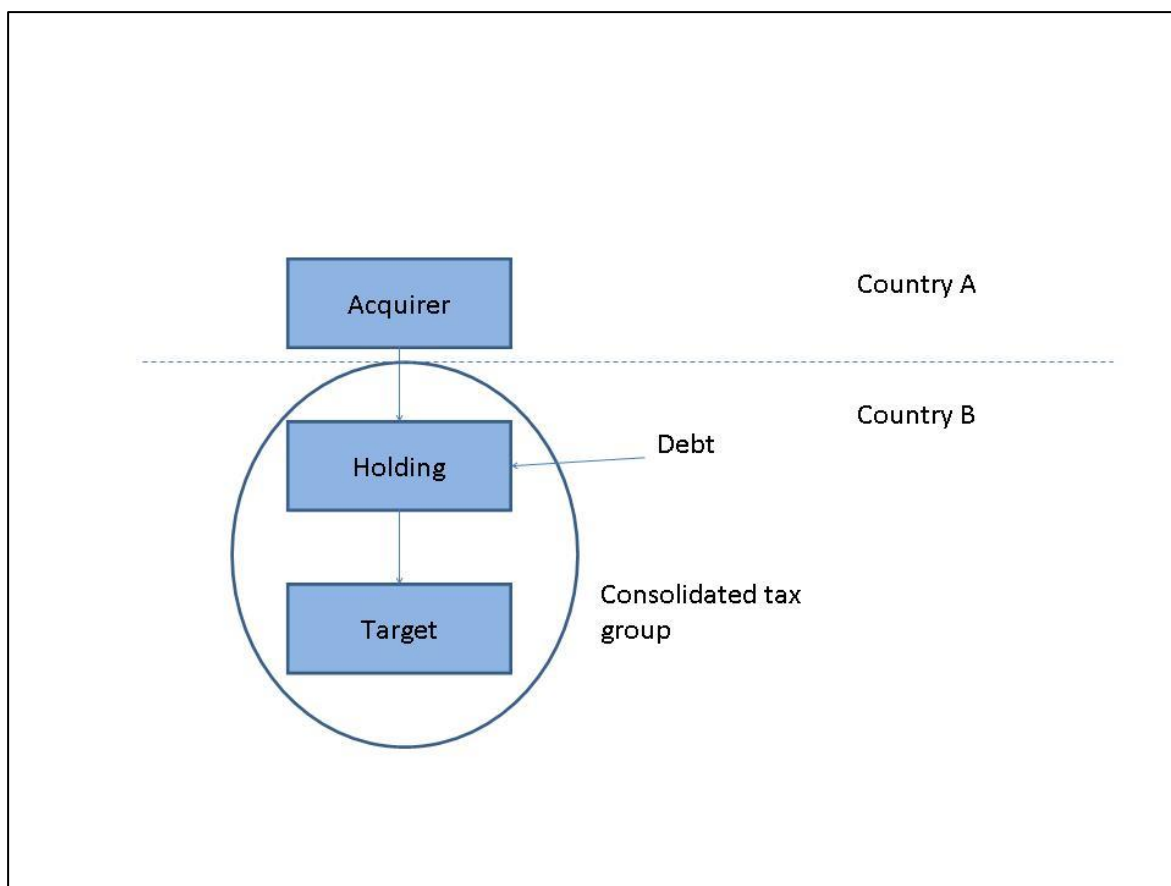 Acquirer
Country A
Country B
Debt
Holding
Consolidated tax
group
Target